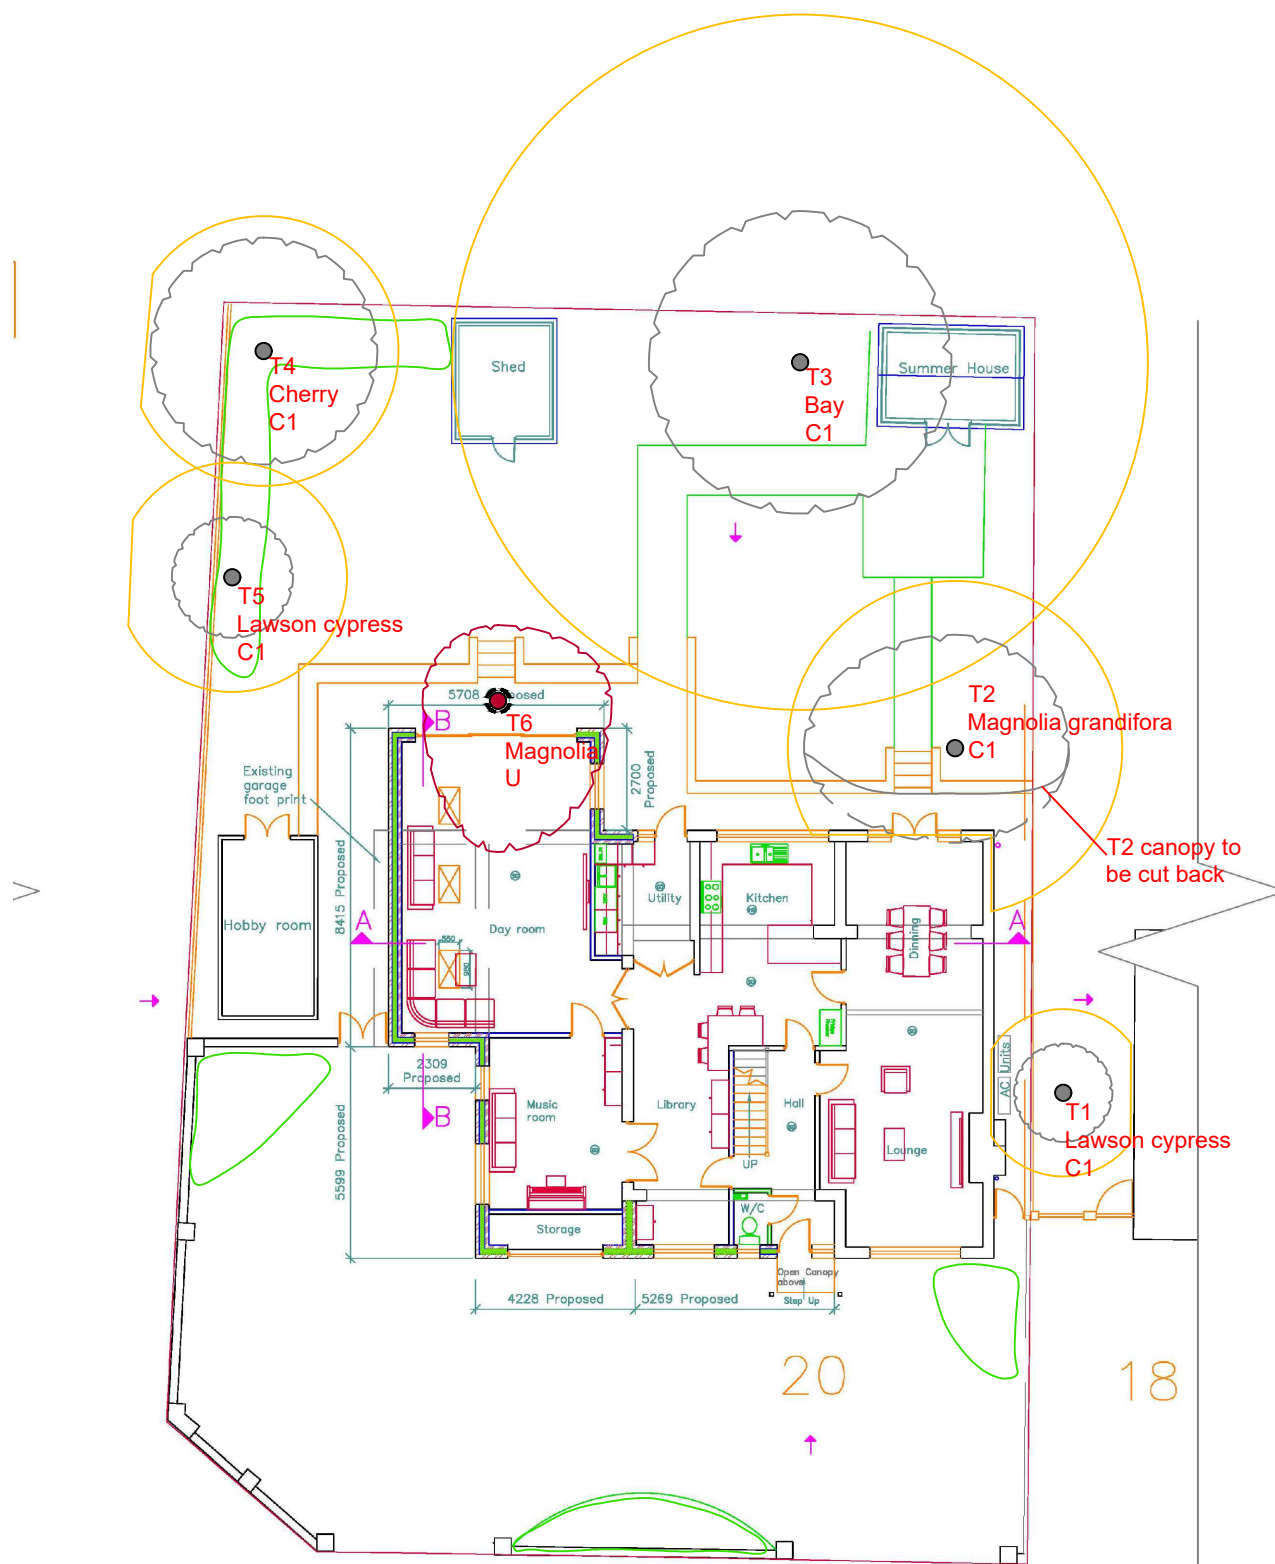 T4
Cherry
C1
Shed
T3
Bay
C1
Summer House
T5
Lawson cypress
C1
5708 Proposed
B
T6
Magnolia
U
T2
Magnolia grandifora
C1
2700
Proposed
Existing
garage
foot print
T2 canopy to
be cut back
8415 Proposed
Hobby room
A
Day room
Utility
Kitchen
Dinning
A
550
2309
Proposed
B
Music
room
Library
Hall
UP
Lounge
AC Units
T1
Lawson cypress
C1
5599 Proposed
Storage
W/C
Open Canopy
above
Step Up
4228 Proposed
5269 Proposed
20
18